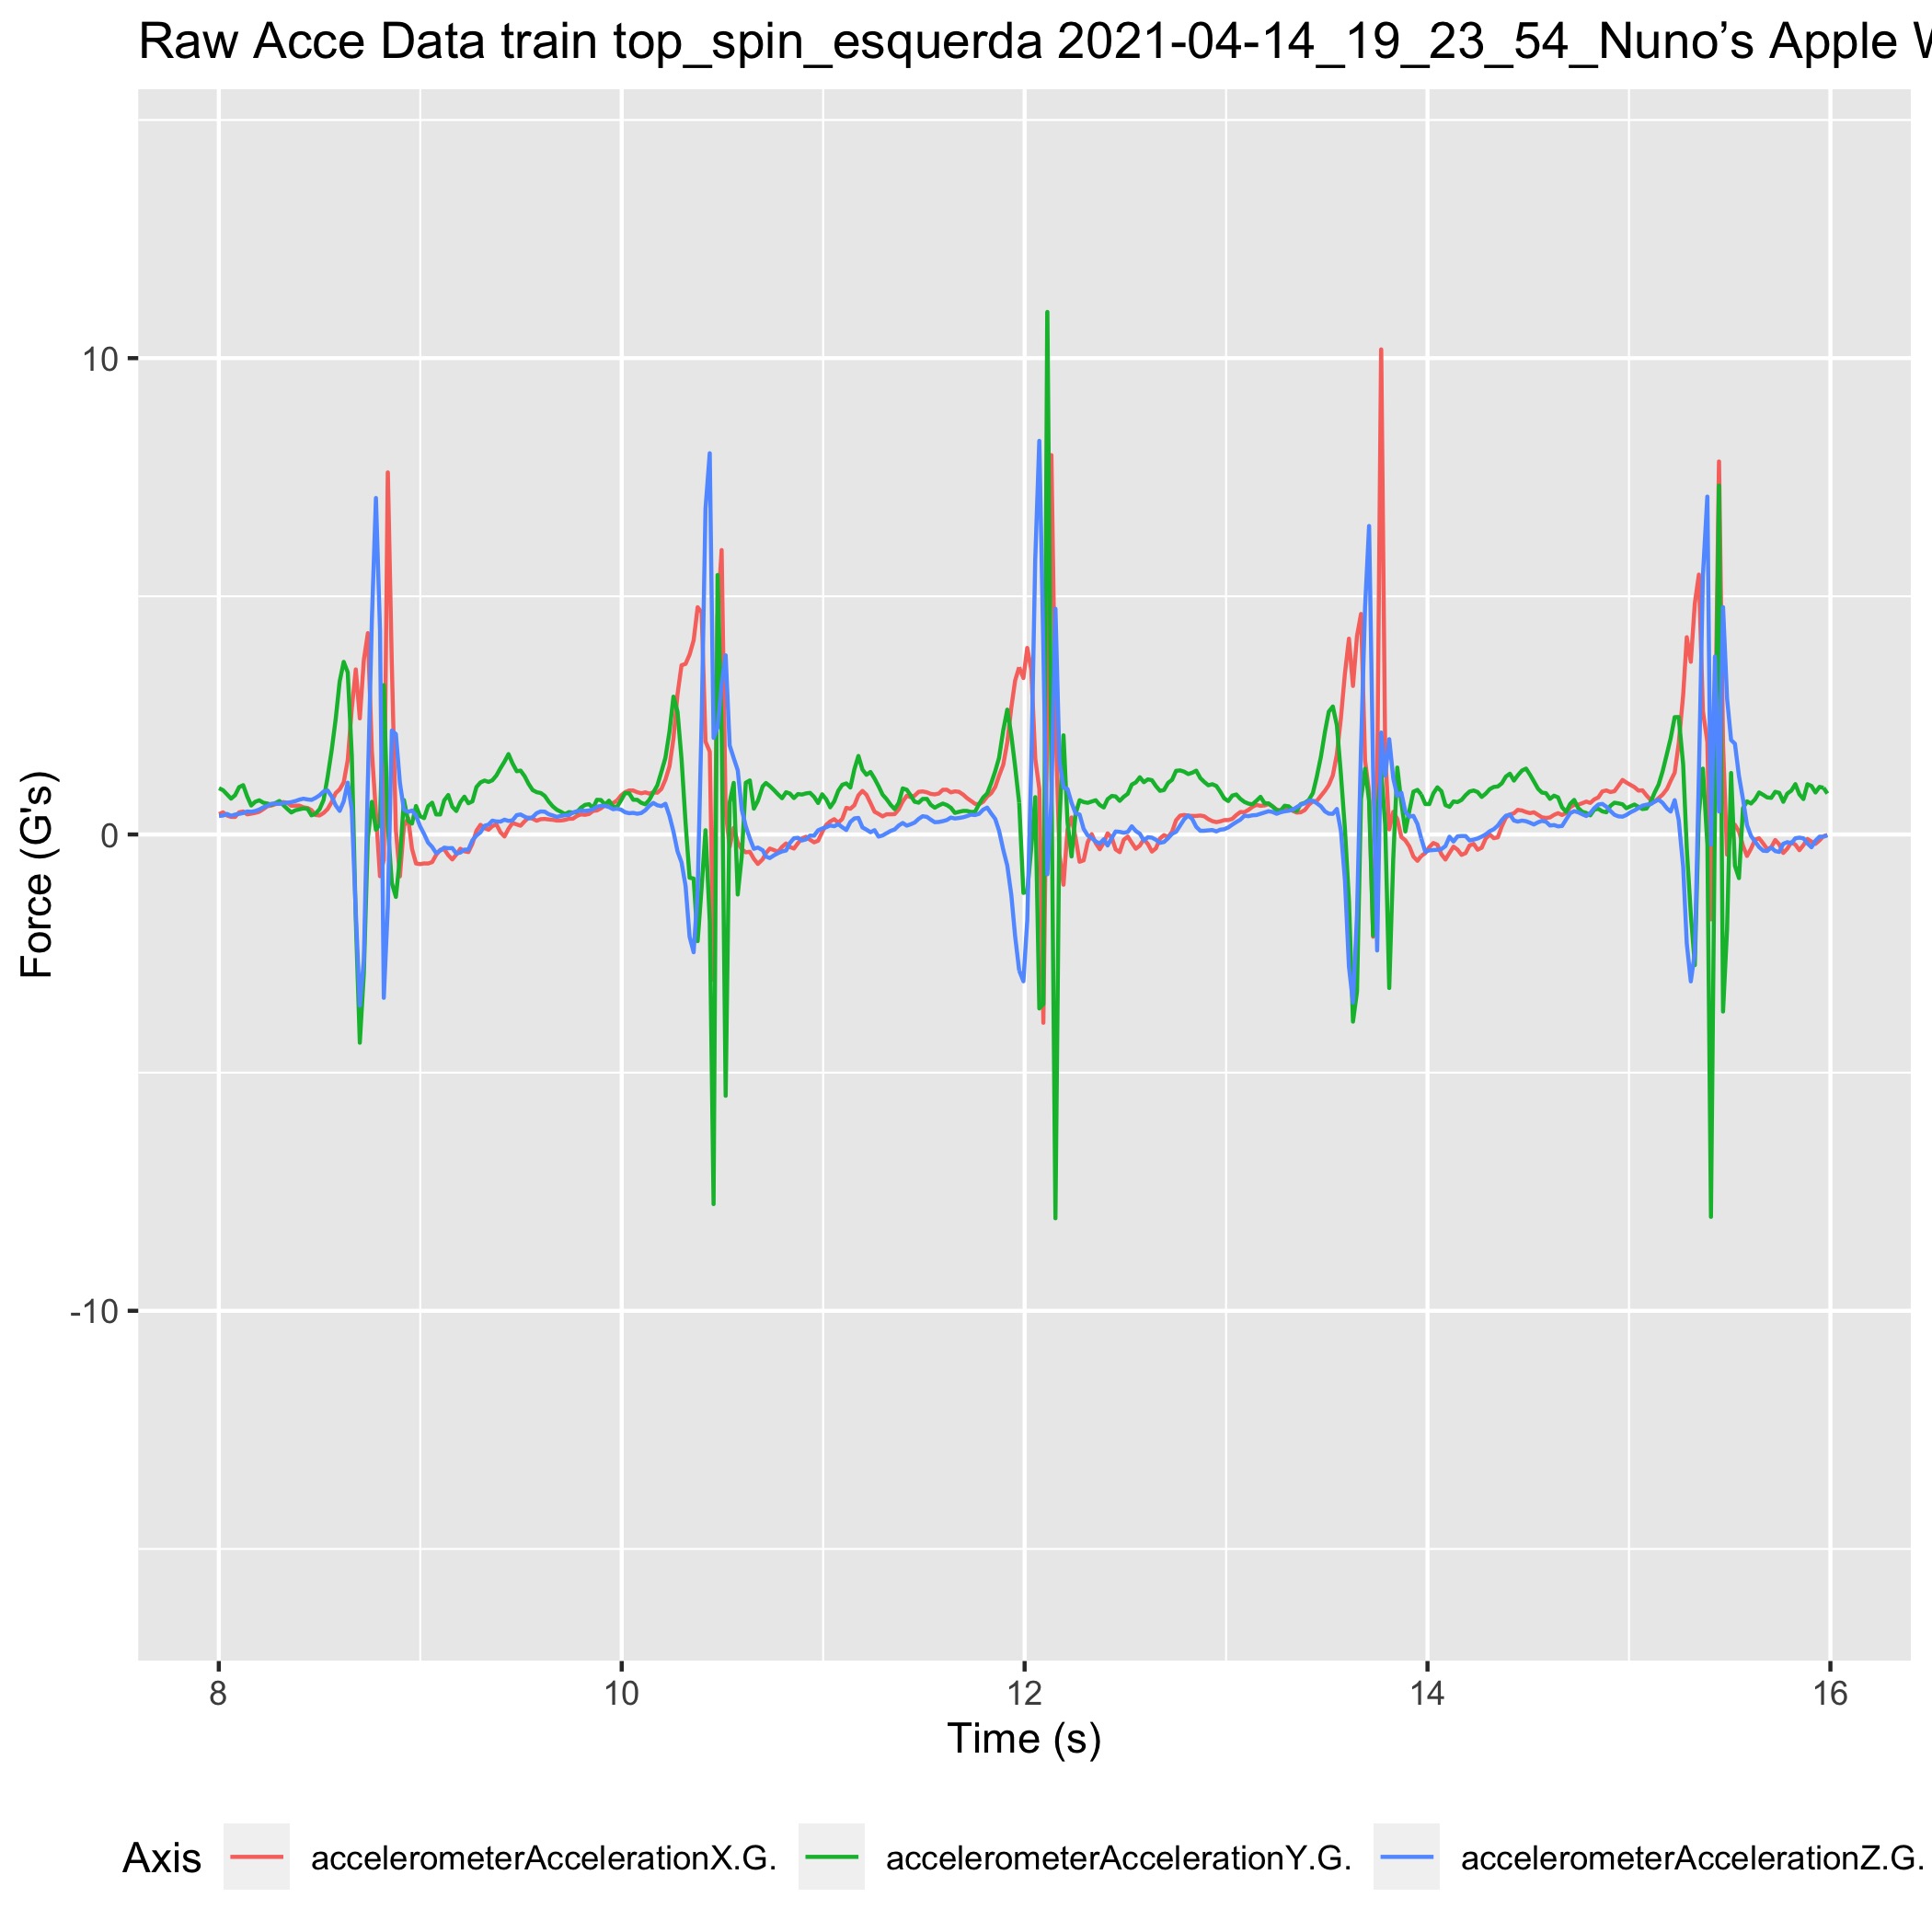 Raw Acce Data train top_spin_esquerda 2021-04-14_19_23_54_Nuno’s Apple
Force (G's)
10
0
-10
8 10 12 14 16
Time (s)
Axis accelerometerAccelerationX.G. accelerometerAccelerationY.G. accelerometerAccelerationZ.G.